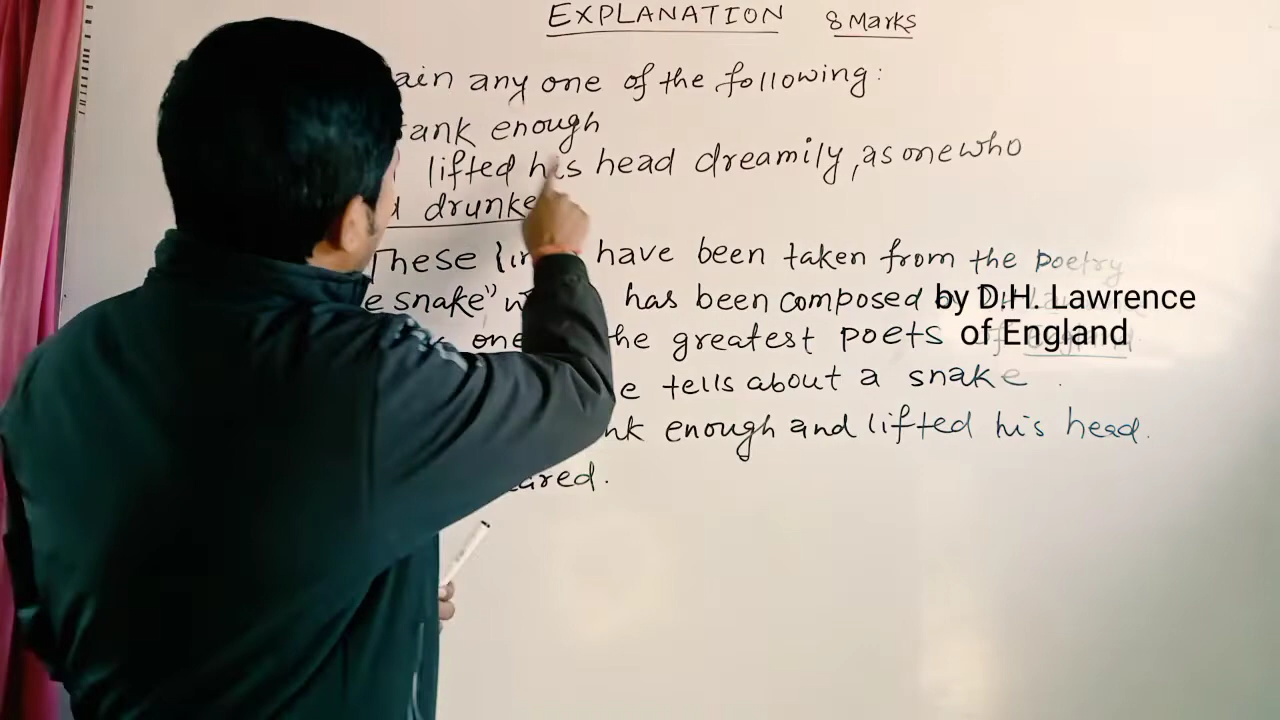 EXPLANATION 8 Marks
ain any one of the following:
ank enough
lifted his head dreamily, as one who
drunke
These have been taken from the poetry
e snake" has been composed by D.H. Lawrence
one he greatest poets of England
e tells about a snake.
nk enough and lifted his head.
ared.